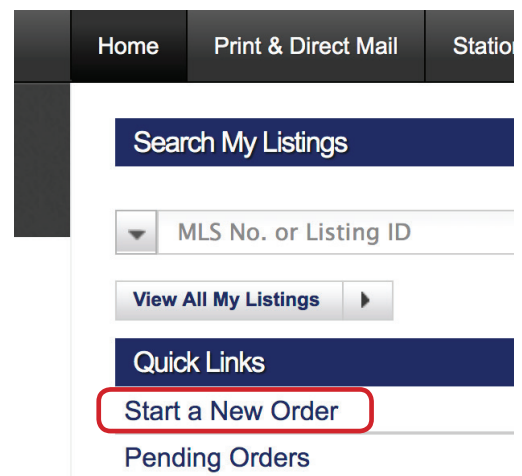 Home Print & Direct Mail
Search My Listings
MLS No. or Listing ID
View All My Listings
Quick Links
Start a New Order
Pending Orders